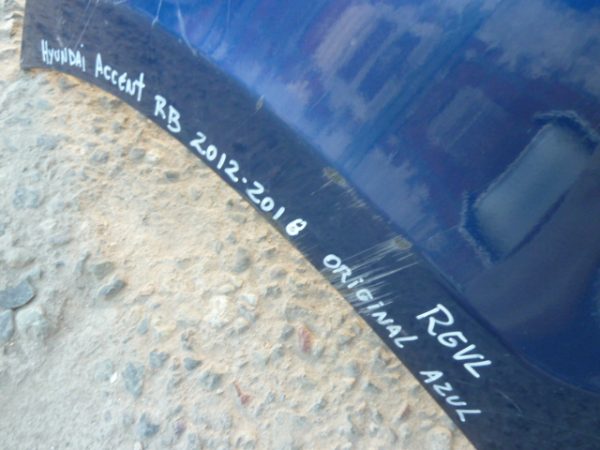 HYUNDAI ACCENT RB 2012-2018 ORIGINAL AZUL
RGVL